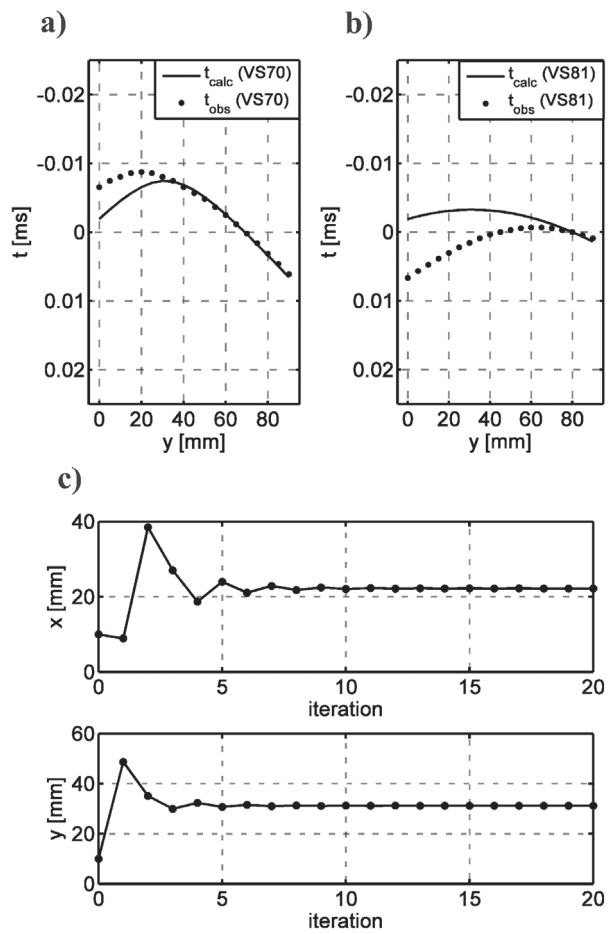 a)
t_calc (VS70)
t_obs (VS70)
-0.02
-0.01
0
0.01
0.02
t [ms]
0 20 40 60 80
y [mm]
b)
t_calc (VS81)
t_obs (VS81)
-0.02
-0.01
0
0.01
0.02
t [ms]
0 20 40 60 80
y [mm]
c)
40
20
0
x [mm]
0 5 10 15 20
iteration
60
40
20
0
y [mm]
0 5 10 15 20
iteration